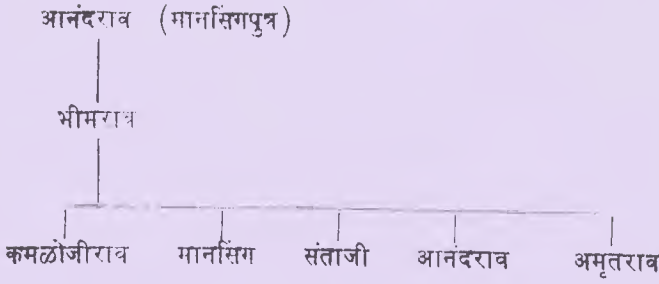 आनंदराव (मानसिंगपुत्र)
भीमराव
कमळोजीराव मानसिंग संताजी आनंदराव अमृतराव